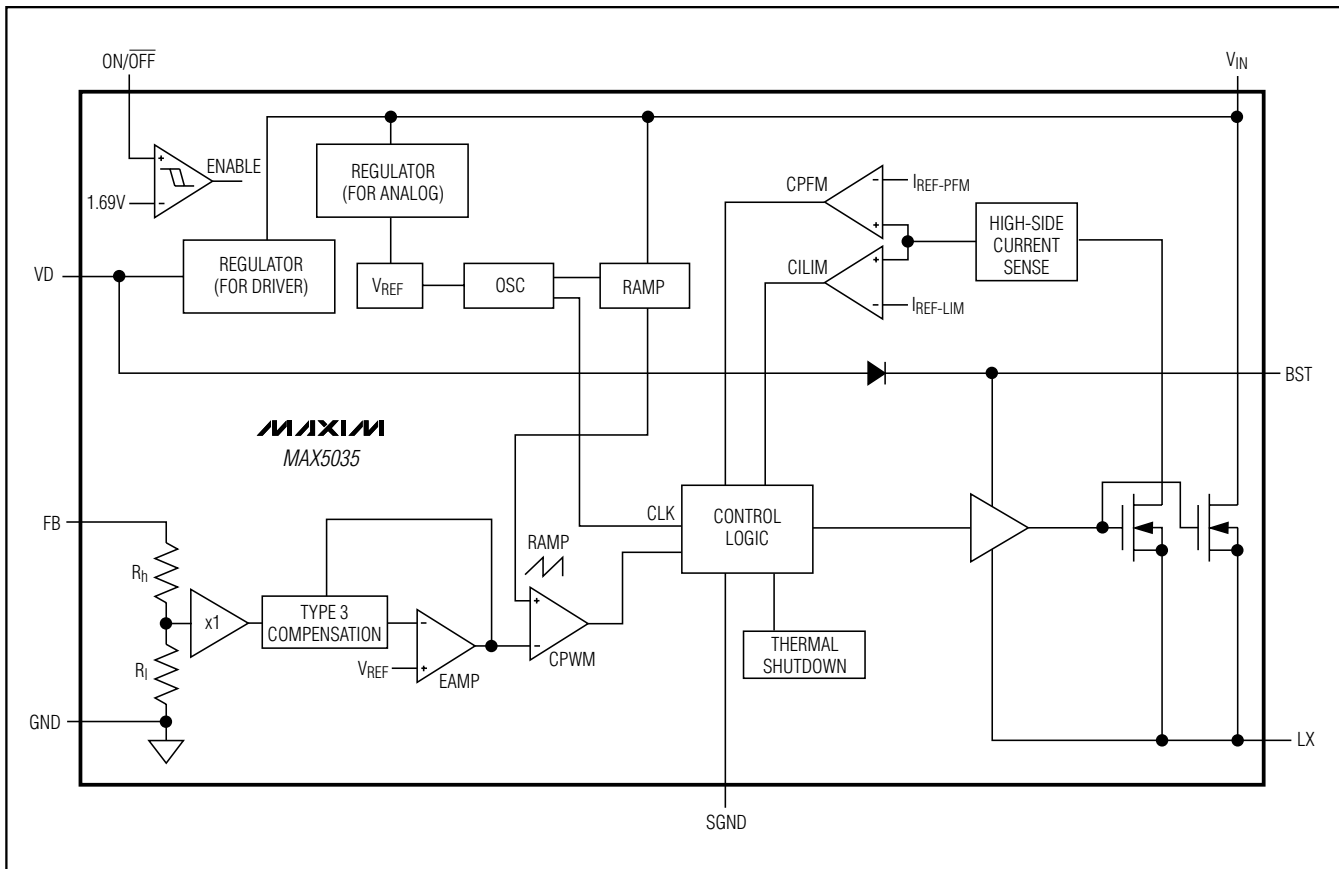 ON/OFF
VIN
ENABLE
1.69V
REGULATOR
(FOR ANALOG)
CPFM
IREF-PFM
HIGH-SIDE
CURRENT
SENSE
VD
REGULATOR
(FOR DRIVER)
VREF
OSC
RAMP
CILIM
IREF-LIM
BST
MAXIM
MAX5035
FB
Rh
x1
TYPE 3
COMPENSATION
VREF
EAMP
RAMP
CPWM
CLK
CONTROL
LOGIC
THERMAL
SHUTDOWN
Rl
GND
LX
SGND